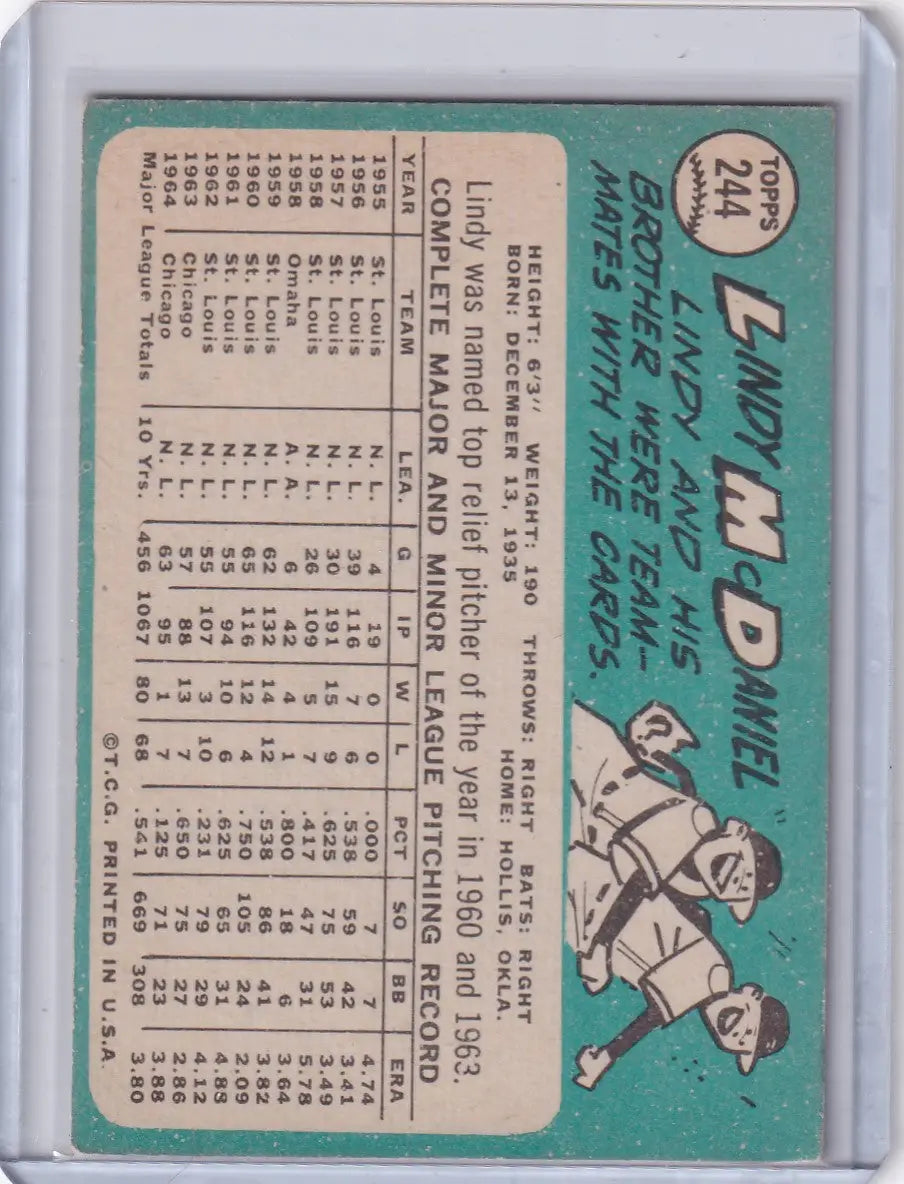 TOPPS
244
LINDY McDANIEL
LINDY AND HIS
BROTHER WERE TEAM-
MATES WITH THE CARDS.
HEIGHT: 6'3" WEIGHT: 190 THROWS: RIGHT BATS: RIGHT
BORN: DECEMBER 13, 1935 HOME: HOLLIS, OKLA.
Lindy was named top relief pitcher of the year in 1960 and 1963.
COMPLETE MAJOR AND MINOR LEAGUE PITCHING RECORD
YEAR TEAM LEA. G IP W L PCT SO BB ERA
1955 St. Louis N. L. 4 19 0 0 .000 7 7 4.74
1956 St. Louis N. L. 39 116 7 6 .538 59 42 3.41
1957 St. Louis N. L. 30 191 15 9 .625 75 53 3.49
1958 St. Louis N. L. 26 109 5 7 .417 47 31 5.78
1958 Omaha A. A. 6 42 4 1 .800 18 6 3.64
1959 St. Louis N. L. 62 132 14 12 .538 86 41 3.82
1960 St. Louis N. L. 65 116 12 4 .750 105 24 2.09
1961 St. Louis N. L. 55 94 10 6 .625 65 31 4.88
1962 St. Louis N. L. 55 107 3 10 .231 79 29 4.12
1963 Chicago N. L. 57 88 13 7 .650 75 27 2.86
1964 Chicago N. L. 63 95 1 7 .125 71 23 3.88
Major League Totals 10 Yrs. 456 1067 80 68 .541 669 308 3.80
©T.C.G. PRINTED IN U.S.A.